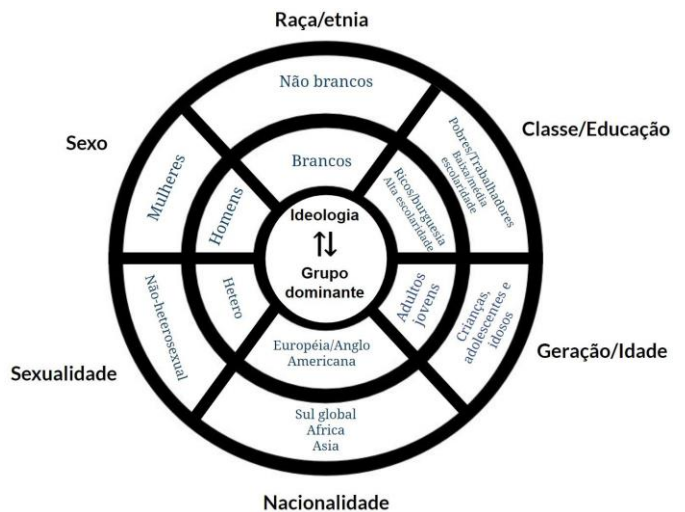 Raça/etnia
Não brancos
Sexo
Classe/Educação
Mulheres
Brancos
Pobres/Trabalhadores
Baixa/média
escolaridade
Homens
Ricos/burguesia
Alta escolaridade
Ideologia
Grupo
dominante
Não-heterosexual
Hetero
Adultos
jovens
Crianças,
adolescentes e
idosos
Geração/Idade
Européia/Anglo
Americana
Sexualidade
Sul global
Africa
Asia
Nacionalidade